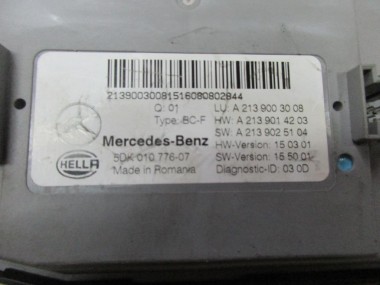 21390030081516080802844
Q: 01 LU: A 213 900 30 08
Type: BC-F HW: A 213 901 42 03
SW: A 213 902 51 04
Mercedes-Benz HW-Version: 15 03 01
HELLA 5DK 010 776-07 SW-Version: 15 50 01
Made in Romania Diagnostic-ID: 03 0D